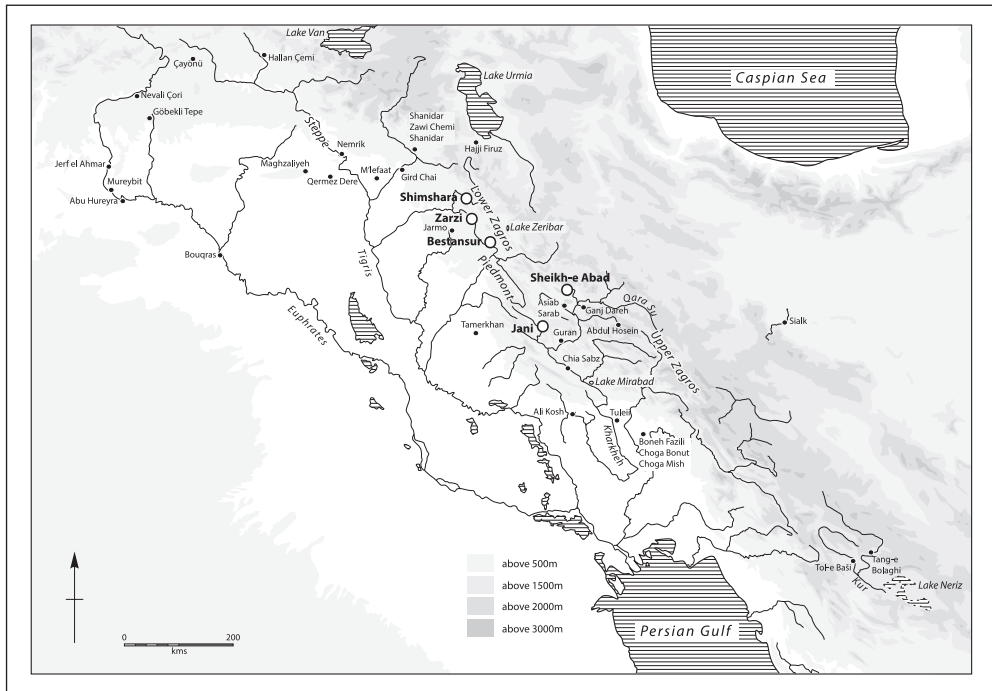 Lake Van
Hallan Çemi
Çayönü
Lake Urmia
Caspian Sea
Nevali Çori
Göbekli Tepe
Steppe
Shanidar
Zawi Chemi
Shanidar
Nemrik
Hajji Firuz
Jerf el Ahmar
Maghzaliyeh
M'lefaat
Gird Chai
Qermez Dere
Mureybit
Abu Hureyra
Shimshara
Lower Zagros
Zarzi
Jarmo
Lake Zeribar
Bestansur
Bouqras
Tigris
Piedmont
Sheikh-e Abad
Euphrates
Asiab
Sarab
Ganj Dareh
Qara Su
Jani
Guran
Abdul Hosein
Sialk
Tamerkhan
Upper Zagros
Chia Sabz
Lake Mirabad
Ali Kosh
Tuleii
Kharkheh
Boneh Fazili
Choga Bonut
Choga Mish
above 500m
above 1500m
above 2000m
above 3000m
Tol-e Baši
Tang-e
Bolaghi
Kur
Lake Neriz
Persian Gulf
0 200
kms